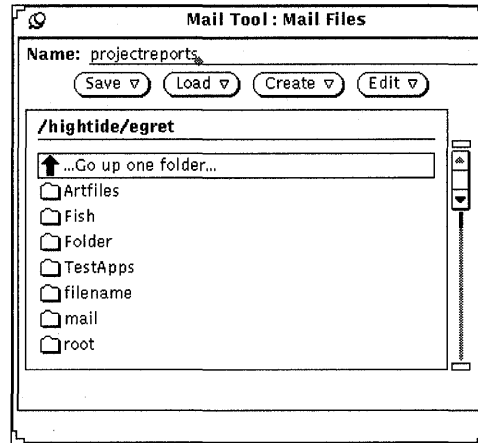 Mail Tool : Mail Files
Name: projectreports
Save Load Create Edit
/hightide/egret
...Go up one folder...
Artfiles
Fish
Folder
TestApps
filename
mail
root